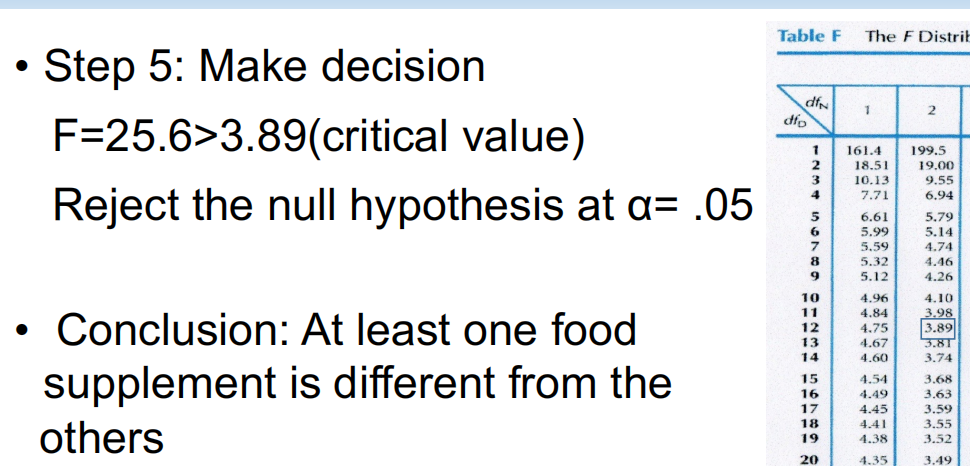 • Step 5: Make decision
F=25.6>3.89(critical value)
Reject the null hypothesis at α= .05
• Conclusion: At least one food
supplement is different from the
others
Table F The F Distrib
dfN 1 2
dfD
1 161.4 199.5
2 18.51 19.00
3 10.13 9.55
4 7.71 6.94
5 6.61 5.79
6 5.99 5.14
7 5.59 4.74
8 5.32 4.46
9 5.12 4.26
10 4.96 4.10
11 4.84 3.98
12 4.75 3.89
13 4.67 3.81
14 4.60 3.74
15 4.54 3.68
16 4.49 3.63
17 4.45 3.59
18 4.41 3.55
19 4.38 3.52
20 4.35 3.49